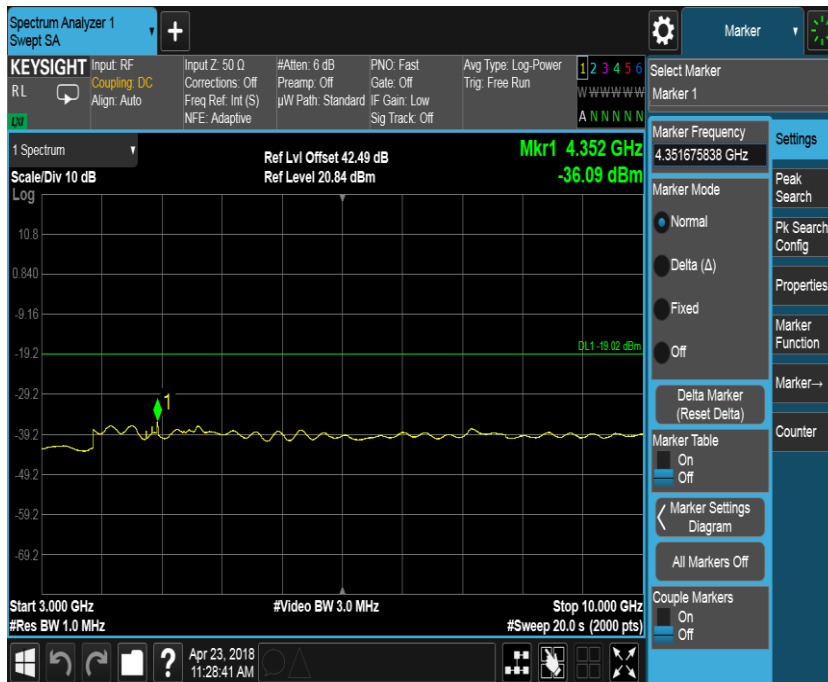 Spectrum Analyzer 1
Swept SA
+
Marker
KEYSIGHT
RL
LXI
Input: RF
Coupling: DC
Align: Auto
Input Z: 50 Ω
Corrections: Off
Freq Ref: Int (S)
NFE: Adaptive
#Atten: 6 dB
Preamp: Off
µW Path: Standard
PNO: Fast
Gate: Off
IF Gain: Low
Sig Track: Off
Avg Type: Log-Power
Trig: Free Run
1 2 3 4 5 6
W W W W W W
A N N N N N
Select Marker
Marker 1
1 Spectrum
Scale/Div 10 dB
Ref Lvl Offset 42.49 dB
Ref Level 20.84 dBm
Mkr1 4.352 GHz
-36.09 dBm
Log
10.8
0.840
-9.16
-19.2
-29.2
-39.2
-49.2
-59.2
-69.2
DL1 -19.02 dBm
1
Start 3.000 GHz
#Res BW 1.0 MHz
#Video BW 3.0 MHz
Stop 10.000 GHz
#Sweep 20.0 s (2000 pts)
Marker Frequency
4.351675838 GHz
Marker Mode
Normal
Delta (Δ)
Fixed
Off
Delta Marker
(Reset Delta)
Marker Table
On
Off
Marker Settings
Diagram
All Markers Off
Couple Markers
On
Off
Settings
Peak
Search
Pk Search
Config
Properties
Marker
Function
Marker→
Counter
?
Apr 23, 2018
11:28:41 AM